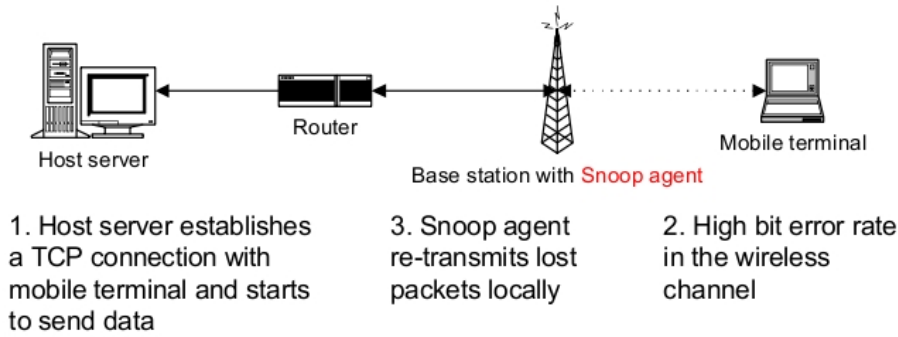 Host server
Router
Base station with Snoop agent
Mobile terminal
1. Host server establishes
a TCP connection with
mobile terminal and starts
to send data
3. Snoop agent
re-transmits lost
packets locally
2. High bit error rate
in the wireless
channel